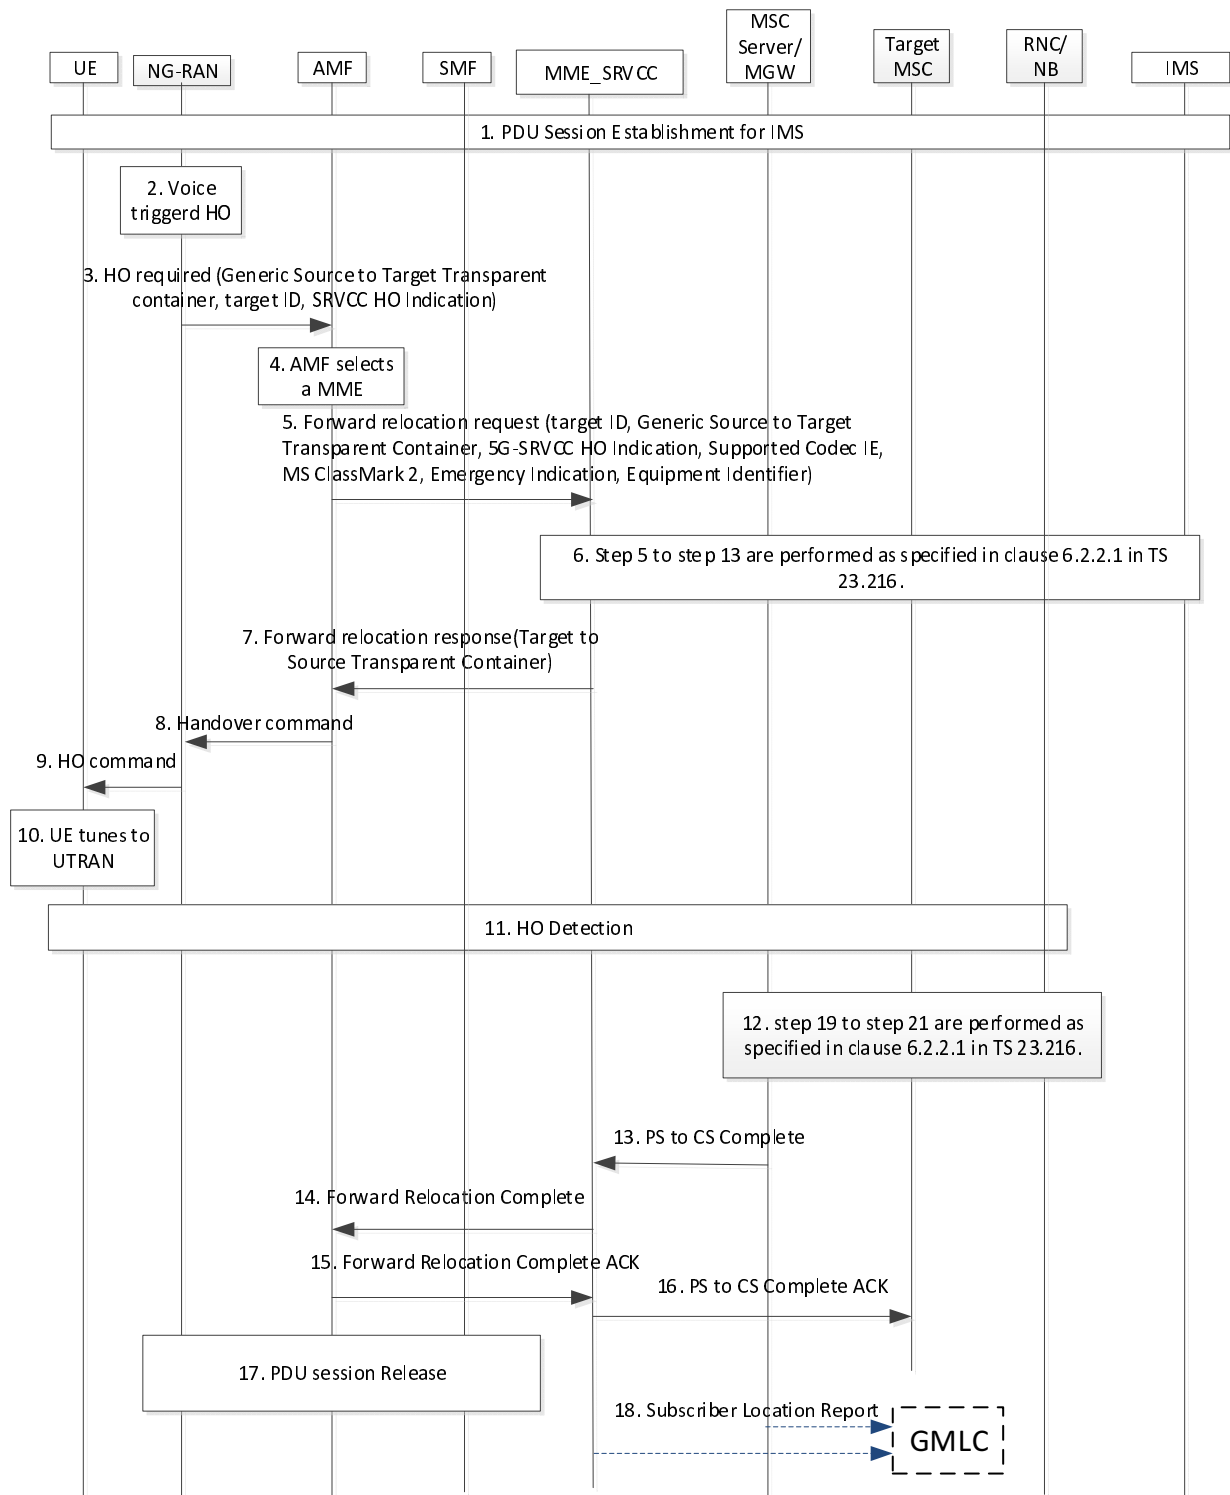 UE
NG-RAN
AMF
SMF
MME_SRVCC
MSC
Server/
MGW
Target
MSC
RNC/
NB
IMS
1. PDU Session Establishment for IMS
2. Voice
triggerd HO
3. HO required (Generic Source to Target Transparent
container, target ID, SRVCC HO Indication)
4. AMF selects
a MME
5. Forward relocation request (target ID, Generic Source to Target
Transparent Container, 5G-SRVCC HO Indication, Supported Codec IE,
MS ClassMark 2, Emergency Indication, Equipment Identifier)
6. Step 5 to step 13 are performed as specified in clause 6.2.2.1 in TS
23.216.
7. Forward relocation response(Target to
Source Transparent Container)
8. Handover command
9. HO command
10. UE tunes to
UTRAN
11. HO Detection
12. step 19 to step 21 are performed as
specified in clause 6.2.2.1 in TS 23.216.
13. PS to CS Complete
14. Forward Relocation Complete
15. Forward Relocation Complete ACK
16. PS to CS Complete ACK
17. PDU session Release
18. Subscriber Location Report
GMLC